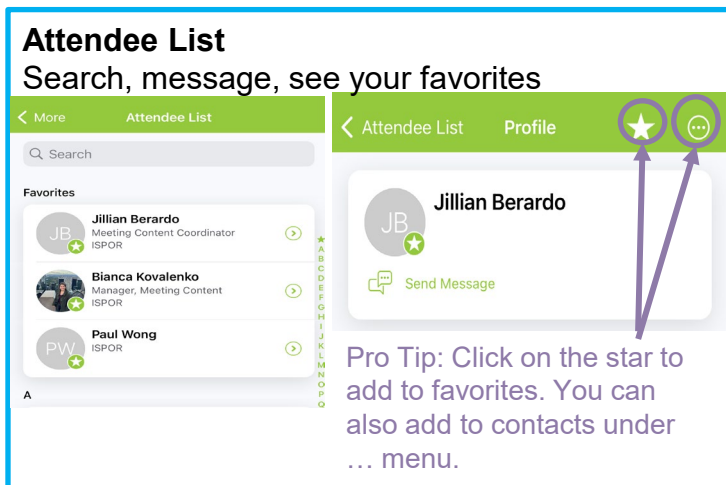 Attendee List
Search, message, see your favorites
More
Attendee List
Search
Favorites
JB
Jillian Berardo
Meeting Content Coordinator
ISPOR
Bianca Kovalenko
Manager, Meeting Content
ISPOR
PW
Paul Wong
ISPOR
A
A
B
C
D
E
F
G
H
I
J
K
L
M
N
O
P
Q
Attendee List
Profile
JB
Jillian Berardo
Send Message
Pro Tip: Click on the star to
add to favorites. You can
also add to contacts under
… menu.